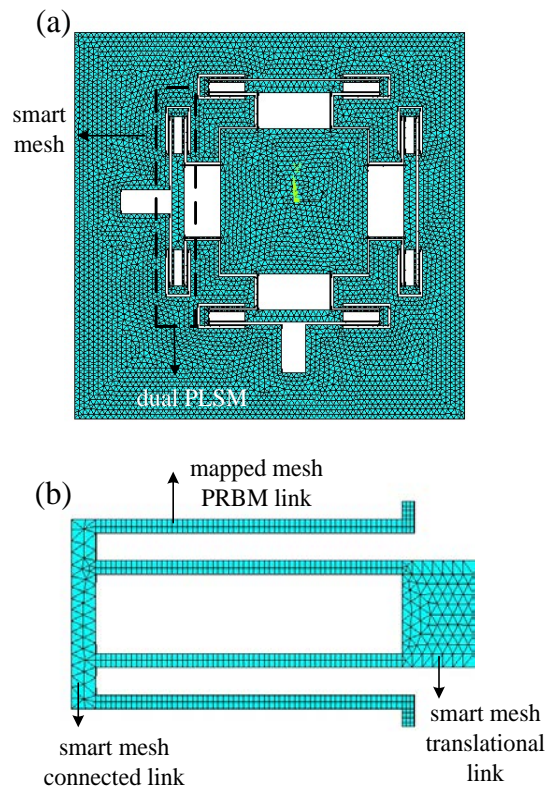 (a)
smart
mesh
dual PLSM
(b)
mapped mesh
PRBM link
smart mesh
connected link
smart mesh
translational
link